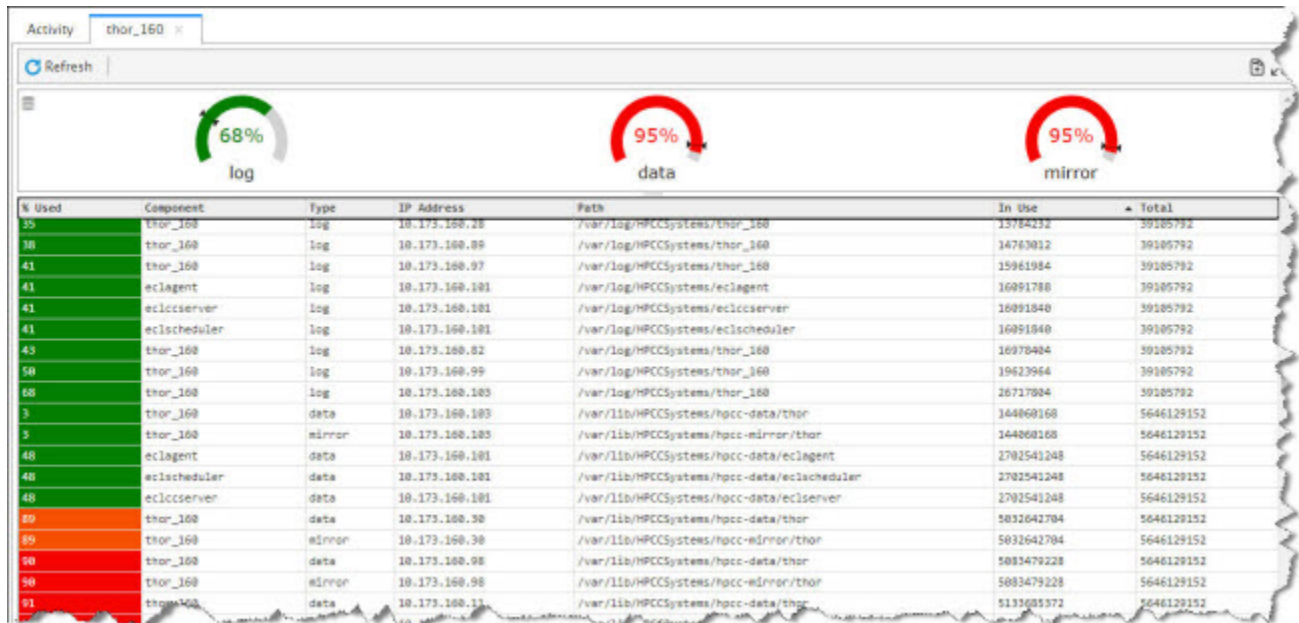 Activity thor_160 ×
Refresh
68% 95% 95%
log data mirror
% Used Component Type IP Address Path In Use Total
35 thor_160 log 10.173.160.28 /var/log/HPCCSystems/thor_160 13784232 39105792
38 thor_160 log 10.173.160.89 /var/log/HPCCSystems/thor_160 14763012 39105792
41 thor_160 log 10.173.160.97 /var/log/HPCCSystems/thor_160 15961984 39105792
41 eclagent log 10.173.160.101 /var/log/HPCCSystems/eclagent 16091788 39105792
41 eclccserver log 10.173.160.101 /var/log/HPCCSystems/eclccserver 16091840 39105792
41 eclscheduler log 10.173.160.101 /var/log/HPCCSystems/eclscheduler 16091840 39105792
43 thor_160 log 10.173.160.82 /var/log/HPCCSystems/thor_160 16978404 39105792
50 thor_160 log 10.173.160.99 /var/log/HPCCSystems/thor_160 19623964 39105792
68 thor_160 log 10.173.160.103 /var/log/HPCCSystems/thor_160 26717804 39105792
3 thor_160 data 10.173.160.103 /var/lib/HPCCSystems/hpcc-data/thor 144060168 5646129152
3 thor_160 mirror 10.173.160.103 /var/lib/HPCCSystems/hpcc-mirror/thor 144060168 5646129152
48 eclagent data 10.173.160.101 /var/lib/HPCCSystems/hpcc-data/eclagent 2702541248 5646129152
48 eclscheduler data 10.173.160.101 /var/lib/HPCCSystems/hpcc-data/eclscheduler 2702541248 5646129152
48 eclccserver data 10.173.160.101 /var/lib/HPCCSystems/hpcc-data/eclserver 2702541248 5646129152
89 thor_160 data 10.173.160.30 /var/lib/HPCCSystems/hpcc-data/thor 5032642704 5646129152
89 thor_160 mirror 10.173.160.30 /var/lib/HPCCSystems/hpcc-mirror/thor 5032642704 5646129152
90 thor_160 data 10.173.160.98 /var/lib/HPCCSystems/hpcc-data/thor 5083479228 5646129152
90 thor_160 mirror 10.173.160.98 /var/lib/HPCCSystems/hpcc-mirror/thor 5083479228 5646129152
91 thor_160 data /var/lib/HPCCSystems/hpcc-data/thor 5133685372 5646129152